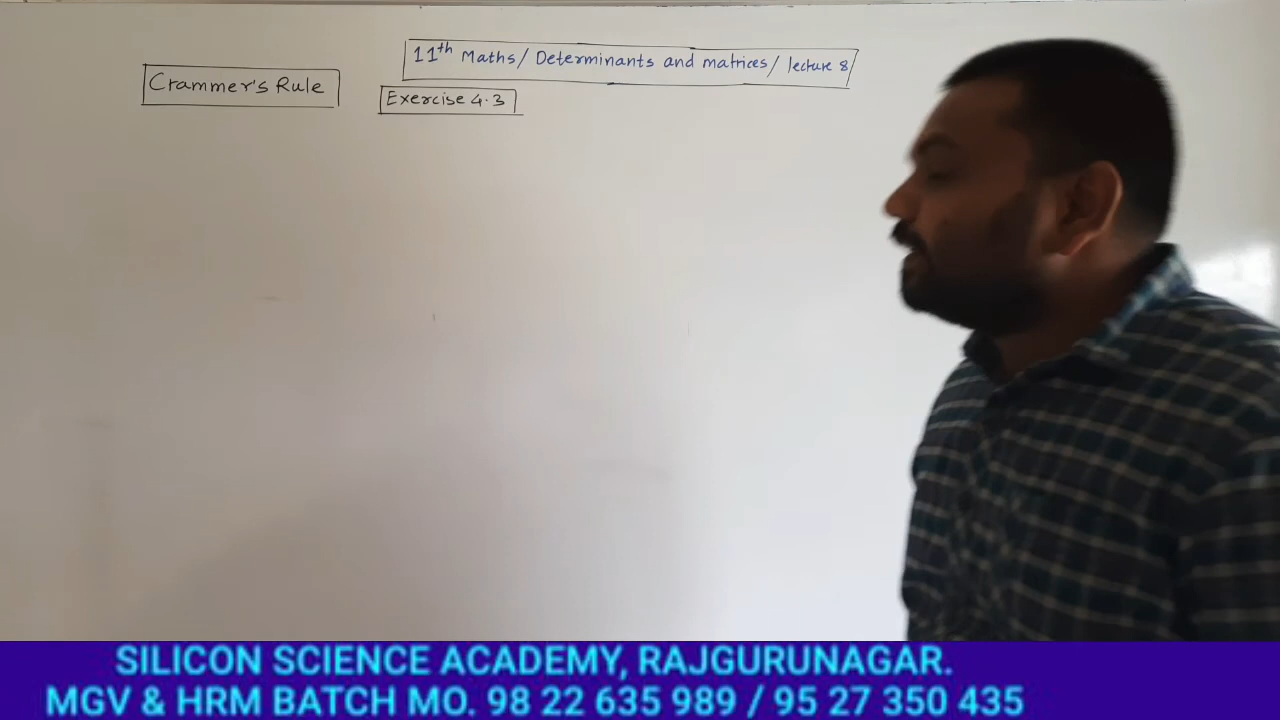 11th Maths/ Determinants and matrices/ lecture 8/
Crammer's Rule
Exercise 4.3
SILICON SCIENCE ACADEMY, RAJGURUNAGAR.
MGV & HRM BATCH MO. 98 22 635 989 / 95 27 350 435